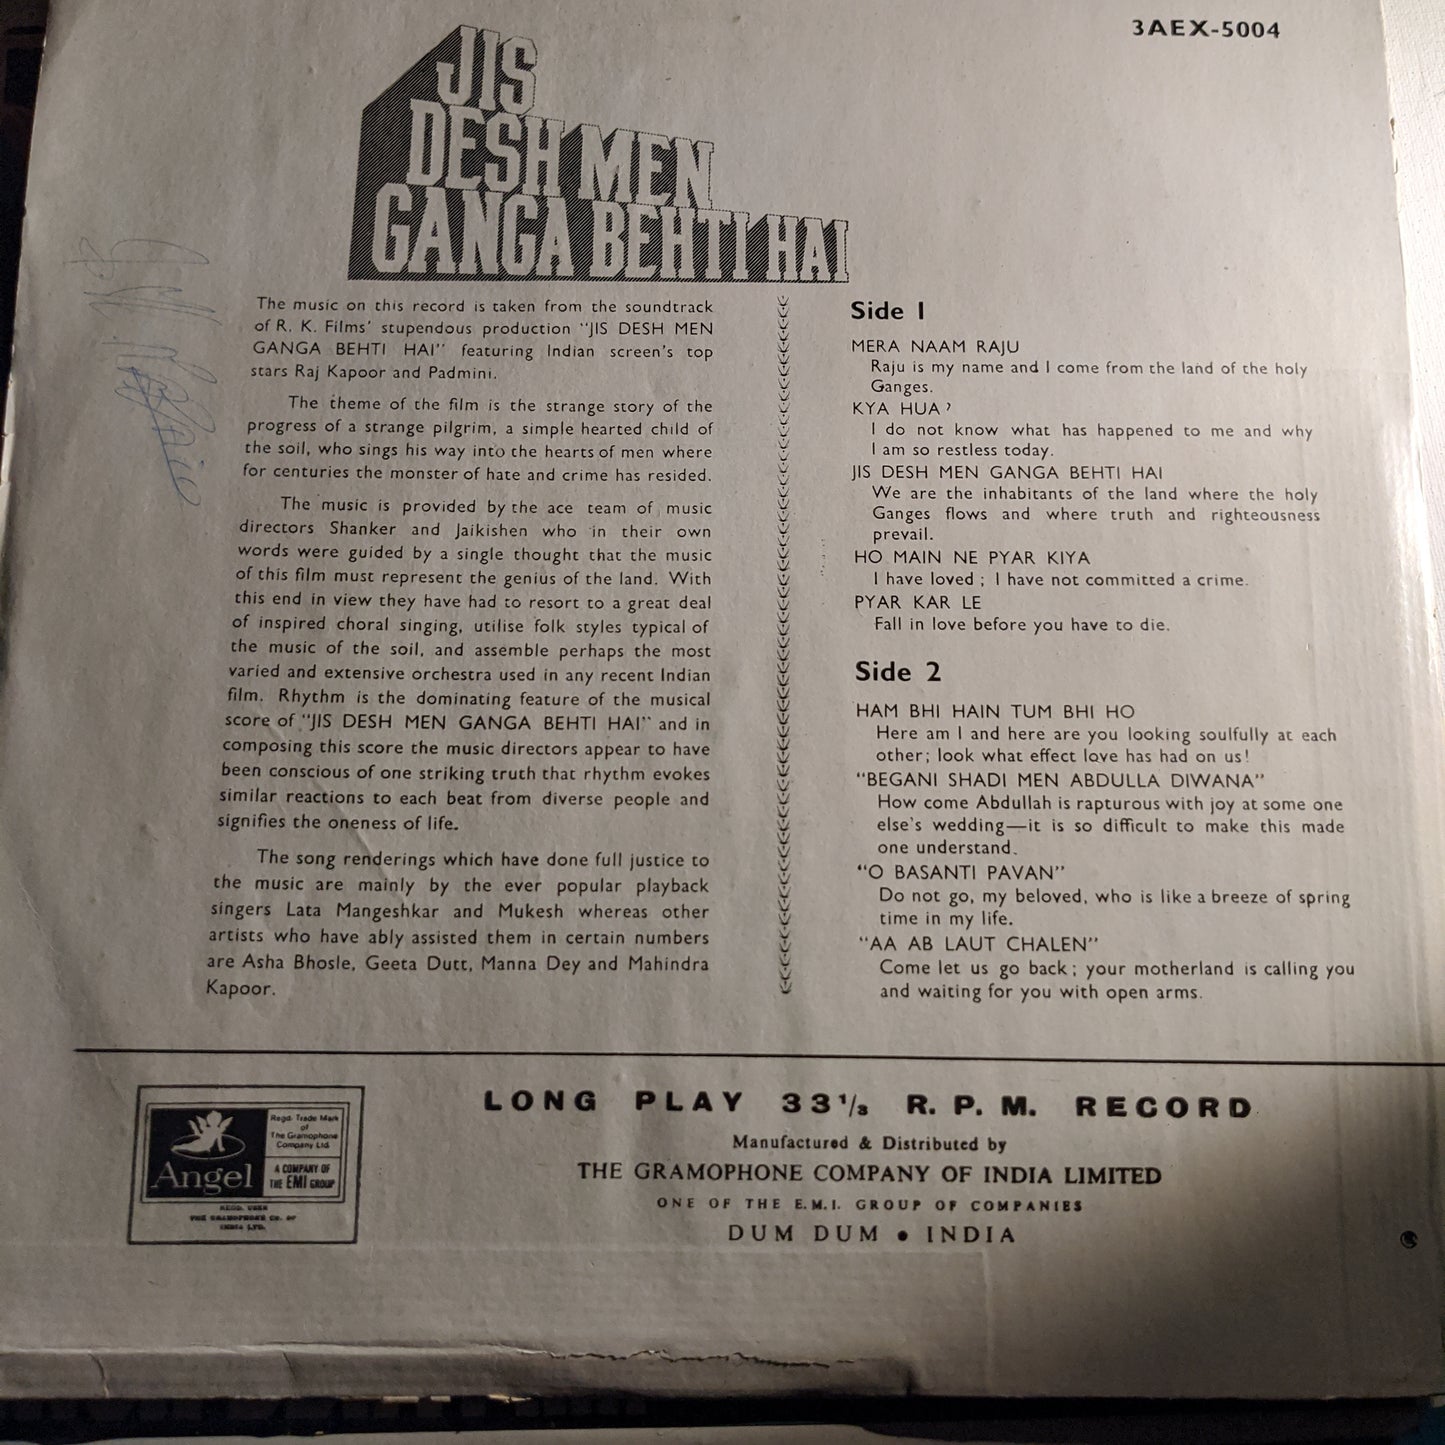 3AEX-5004
JIS
DESH MEN
GANGA BEHTI HAI
The music on this record is taken from the soundtrack
of R. K. Films' stupendous production "JIS DESH MEN
GANGA BEHTI HAI" featuring Indian screen's top
stars Raj Kapoor and Padmini.
The theme of the film is the strange story of the
progress of a strange pilgrim, a simple hearted child of
the soil, who sings his way into the hearts of men where
for centuries the monster of hate and crime has resided.
The music is provided by the ace team of music
directors Shanker and Jaikishen who in their own
words were guided by a single thought that the music
of this film must represent the genius of the land. With
this end in view they have had to resort to a great deal
of inspired choral singing, utilise folk styles typical of
the music of the soil, and assemble perhaps the most
varied and extensive orchestra used in any recent Indian
film. Rhythm is the dominating feature of the musical
score of "JIS DESH MEN GANGA BEHTI HAI" and in
composing this score the music directors appear to have
been conscious of one striking truth that rhythm evokes
similar reactions to each beat from diverse people and
signifies the oneness of life.
The song renderings which have done full justice to
the music are mainly by the ever popular playback
singers Lata Mangeshkar and Mukesh whereas other
artists who have ably assisted them in certain numbers
are Asha Bhosle, Geeta Dutt, Manna Dey and Mahindra
Kapoor.
Side 1
MERA NAAM RAJU
Raju is my name and I come from the land of the holy
Ganges.
KYA HUA ?
I do not know what has happened to me and why
I am so restless today.
JIS DESH MEN GANGA BEHTI HAI
We are the inhabitants of the land where the holy
Ganges flows and where truth and righteousness
prevail.
HO MAIN NE PYAR KIYA
I have loved ; I have not committed a crime.
PYAR KAR LE
Fall in love before you have to die.
Side 2
HAM BHI HAIN TUM BHI HO
Here am I and here are you looking soulfully at each
other; look what effect love has had on us!
"BEGANI SHADI MEN ABDULLA DIWANA"
How come Abdullah is rapturous with joy at some one
else's wedding—it is so difficult to make this made
one understand.
"O BASANTI PAVAN"
Do not go, my beloved, who is like a breeze of spring
time in my life.
"AA AB LAUT CHALEN"
Come let us go back ; your motherland is calling you
and waiting for you with open arms.
LONG PLAY 33⅓ R. P. M. RECORD
Manufactured & Distributed by
THE GRAMOPHONE COMPANY OF INDIA LIMITED
ONE OF THE E.M.I. GROUP OF COMPANIES
DUM DUM • INDIA
Angel
Regd. Trade Mark
of
The Gramophone
Company Ltd.
A COMPANY OF
THE EMI GROUP
REGD. USER
THE GRAMOPHONE CO. OF
INDIA LTD.